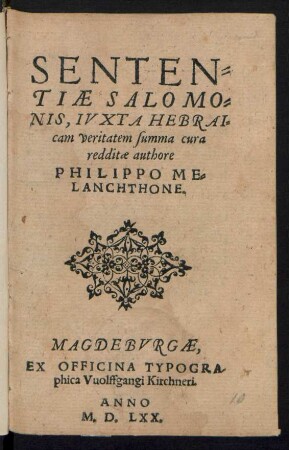 SENTEN=
TIÆ SALOMO=
NIS, IVXTA HEBRAI
cam veritatem ſumma cura
redditæ authore
PHILIPPO ME=
LANCHTHONE.
MAGDEBVRGÆ,
EX OFFICINA TYPOGRA
phica Vuolffgangi Kirchneri.
ANNO
M. D. LXX.
10